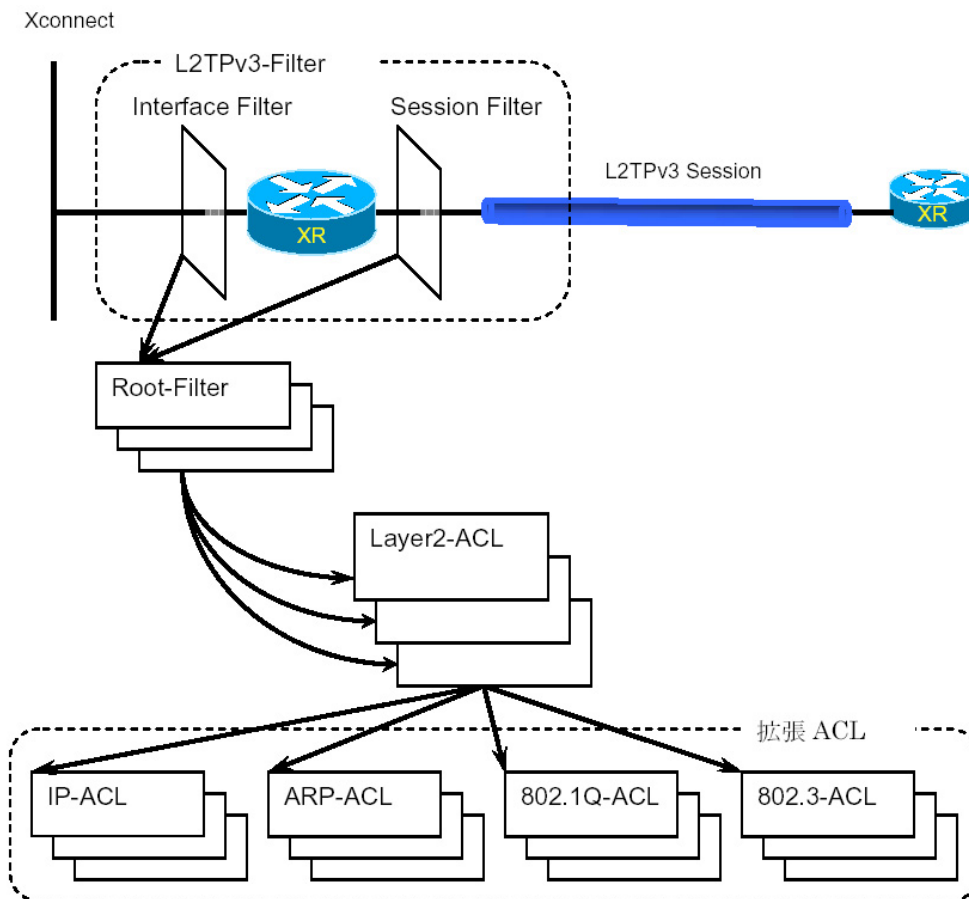 Xconnect
L2TPv3-Filter
Interface Filter
Session Filter
L2TPv3 Session
XR
XR
Root-Filter
Layer2-ACL
拡張 ACL
IP-ACL
ARP-ACL
802.1Q-ACL
802.3-ACL